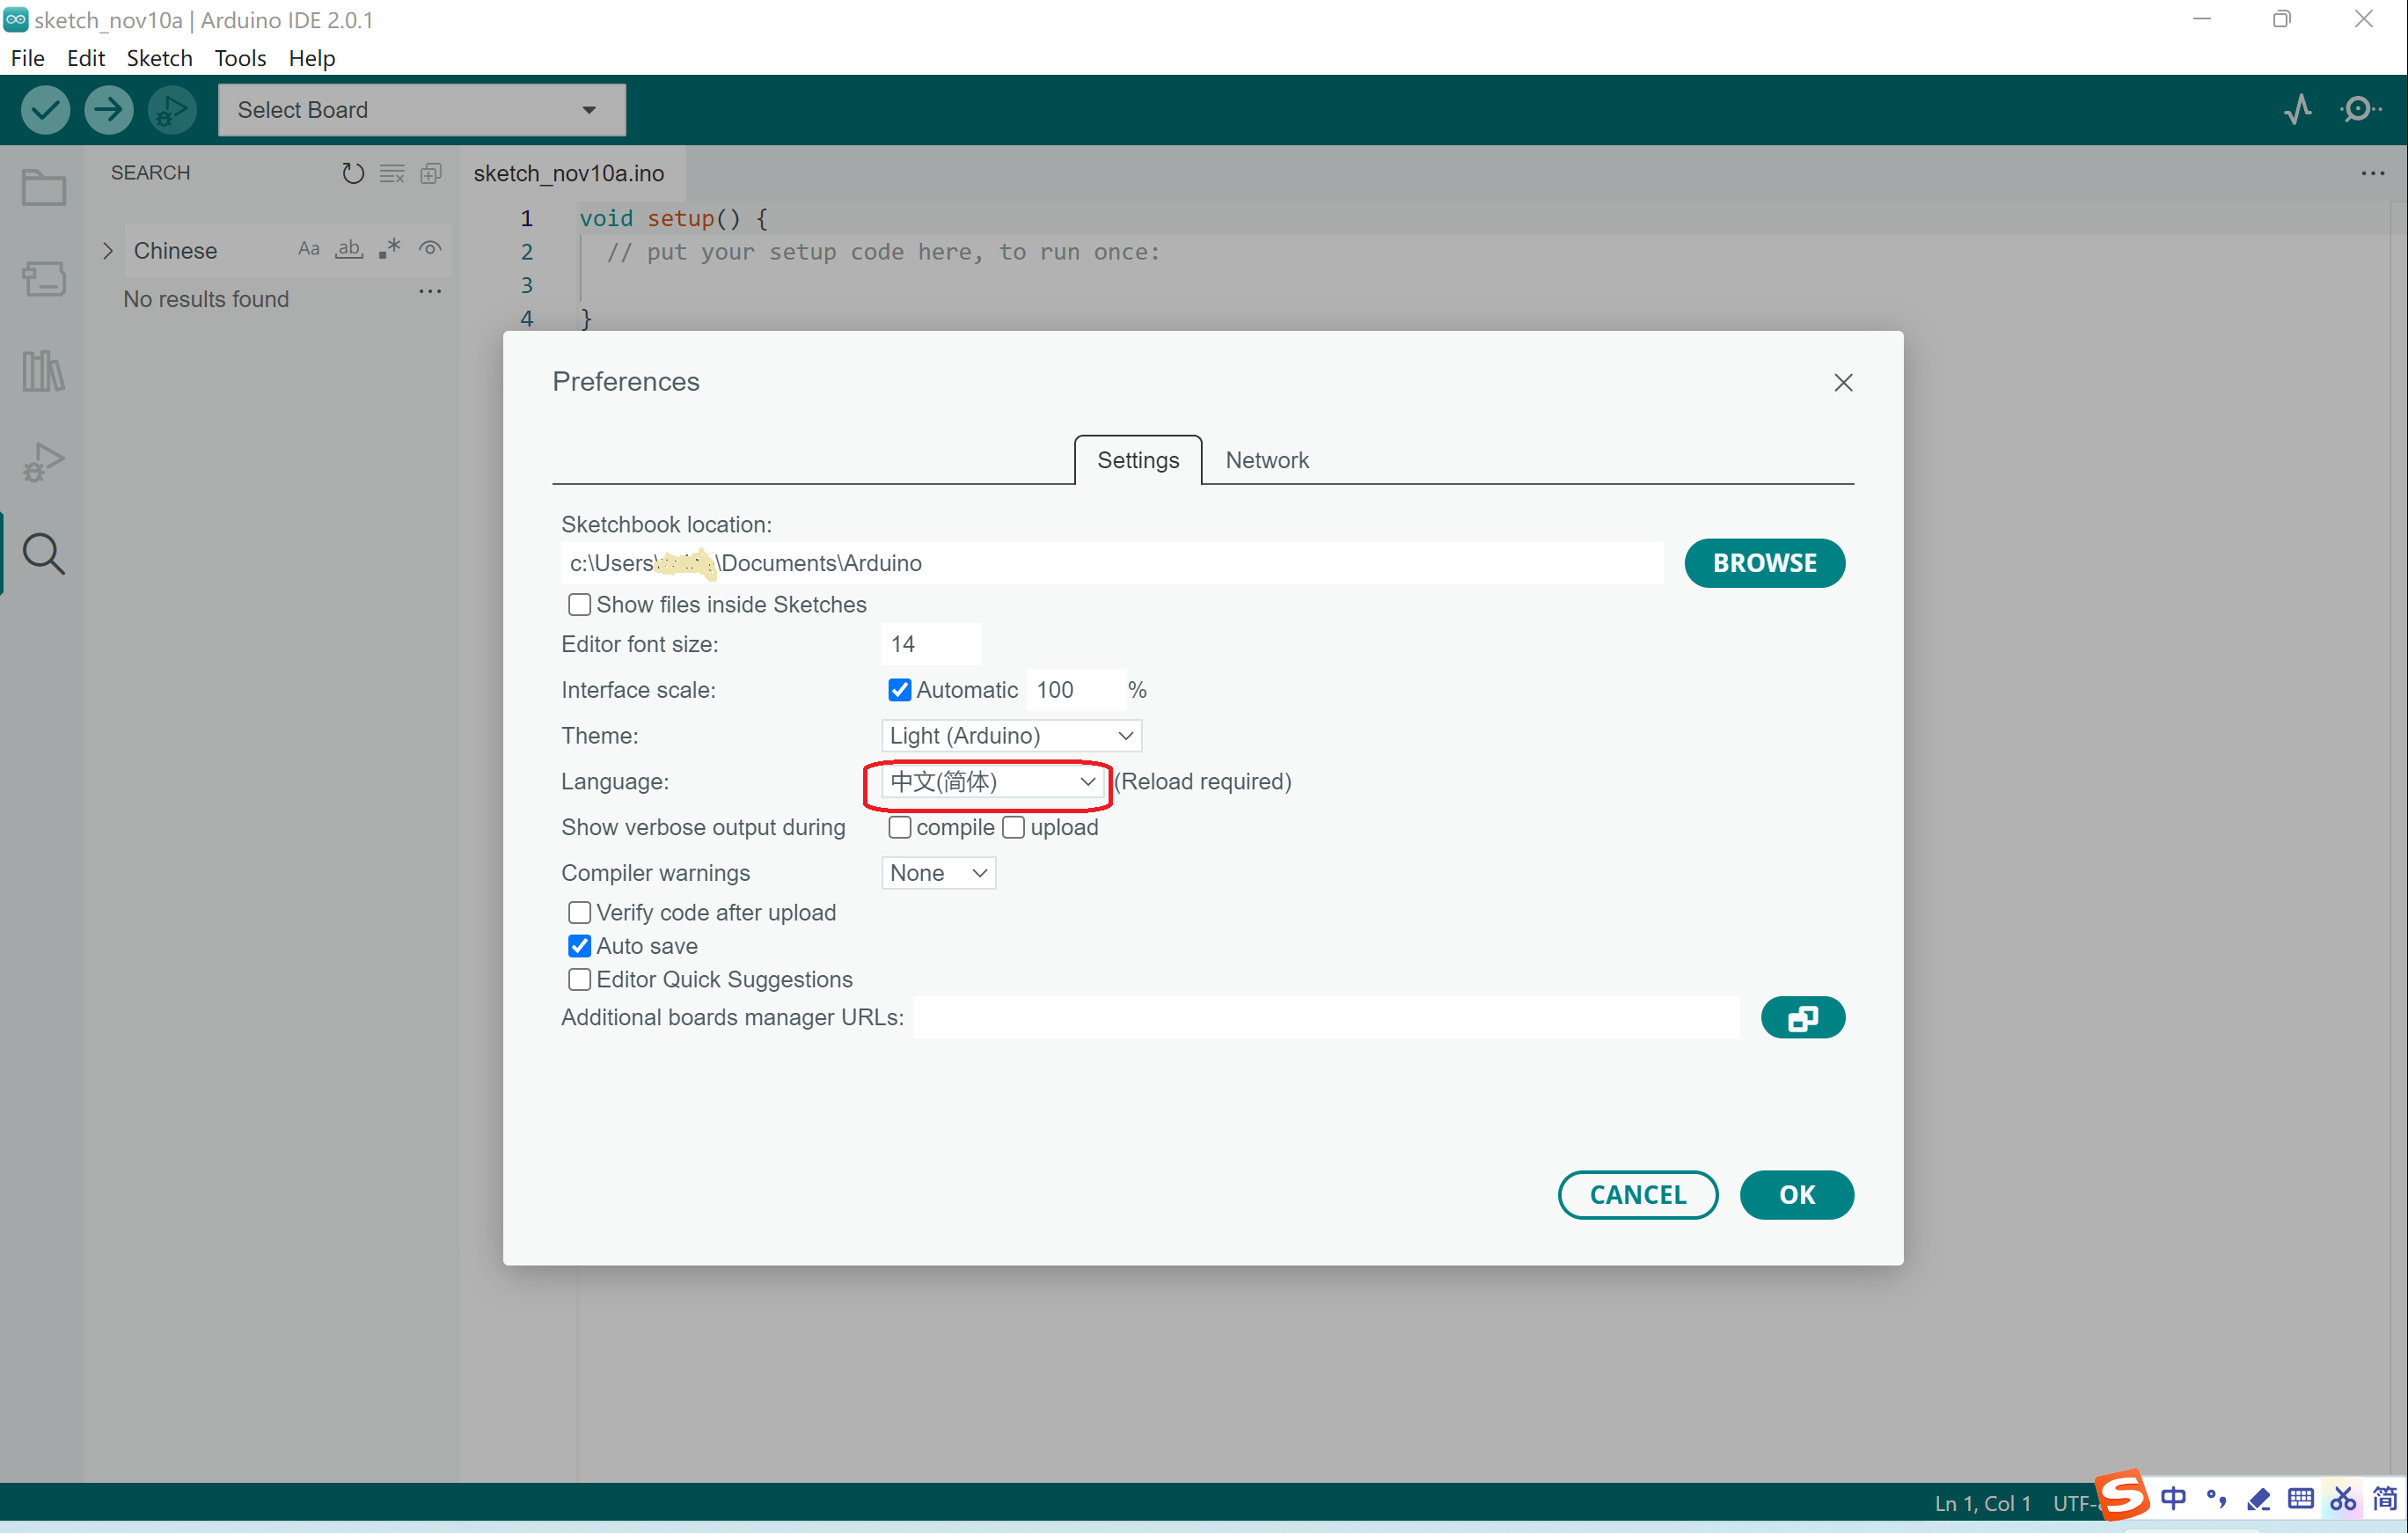 sketch_nov10a | Arduino IDE 2.0.1
File Edit Sketch Tools Help
Select Board
SEARCH
sketch_nov10a.ino
Chinese Aa ab
No results found
1 void setup() {
2 // put your setup code here, to run once:
3
4 }
Preferences
Settings Network
Sketchbook location:
c:\Users\ \Documents\Arduino
BROWSE
Show files inside Sketches
Editor font size: 14
Interface scale: Automatic 100 %
Theme: Light (Arduino)
Language: 中文(简体) (Reload required)
Show verbose output during compile upload
Compiler warnings None
Verify code after upload
Auto save
Editor Quick Suggestions
Additional boards manager URLs:
CANCEL OK
Ln 1, Col 1 UTF-
S 中 简